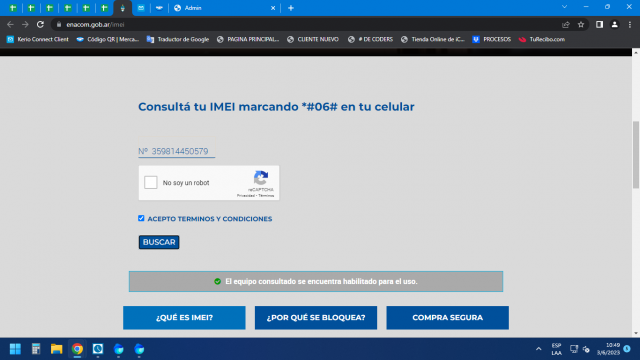 Admin
enacom.gob.ar/imei
Kerio Connect Client
Código QR | Merca...
Traductor de Google
PAGINA PRINCIPAL...
CLIENTE NUEVO
# DE CODERS
Tienda Online de iC...
PROCESOS
TuRecibo.com
Consultá tu IMEI marcando *#06# en tu celular
Nº 359814450579
No soy un robot
reCAPTCHA
Privacidad - Términos
ACEPTO TERMINOS Y CONDICIONES
BUSCAR
El equipo consultado se encuentra habilitado para el uso.
¿QUÉ ES IMEI?
¿POR QUÉ SE BLOQUEA?
COMPRA SEGURA
ESP
LAA
10:49
3/6/2023